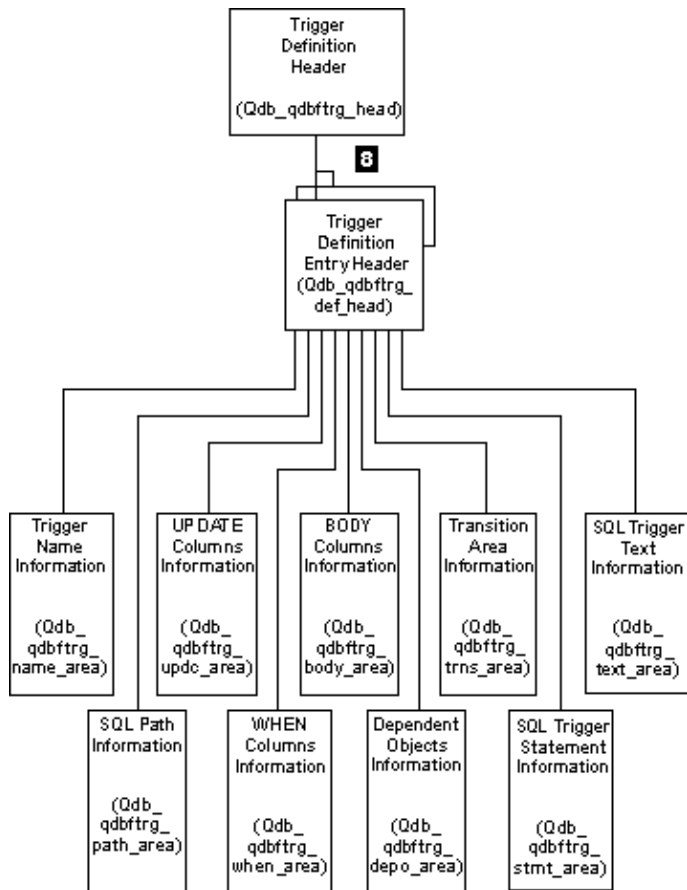 Trigger
Definition
Header
(Qdb_qdbftrg_head)
8
Trigger
Definition
Entry Header
(Qdb_qdbftrg_
def_head)
Trigger
Name
Information
(Qdb_
qdbftrg_
name_area)
UPDATE
Columns
Information
(Qdb_
qdbftrg_
updc_area)
BODY
Columns
Information
(Qdb_
qdbftrg_
body_area)
Transition
Area
Information
(Qdb_
qdbftrg_
trns_area)
SQL Trigger
Text
Information
(Qdb_
qdbftrg_
text_area)
SQL Path
Information
(Qdb_
qdbftrg_
path_area)
WHEN
Columns
Information
(Qdb_
qdbftrg_
when_area)
Dependent
Objects
Information
(Qdb_
qdbftrg_
depo_area)
SQL Trigger
Statement
Information
(Qdb_
qdbftrg_
stmt_area)